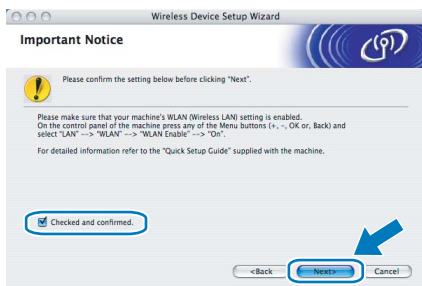 Wireless Device Setup Wizard
Important Notice
Please confirm the setting below before clicking "Next".
Please make sure that your machine's WLAN (Wireless LAN) setting is enabled.
On the control panel of the machine press any of the Menu buttons (+, -, OK or, Back) and
select "LAN" --> "WLAN" --> "WLAN Enable" --> "On".
For detailed information refer to the "Quick Setup Guide" supplied with the machine.
Checked and confirmed.
<Back
Next>
Cancel